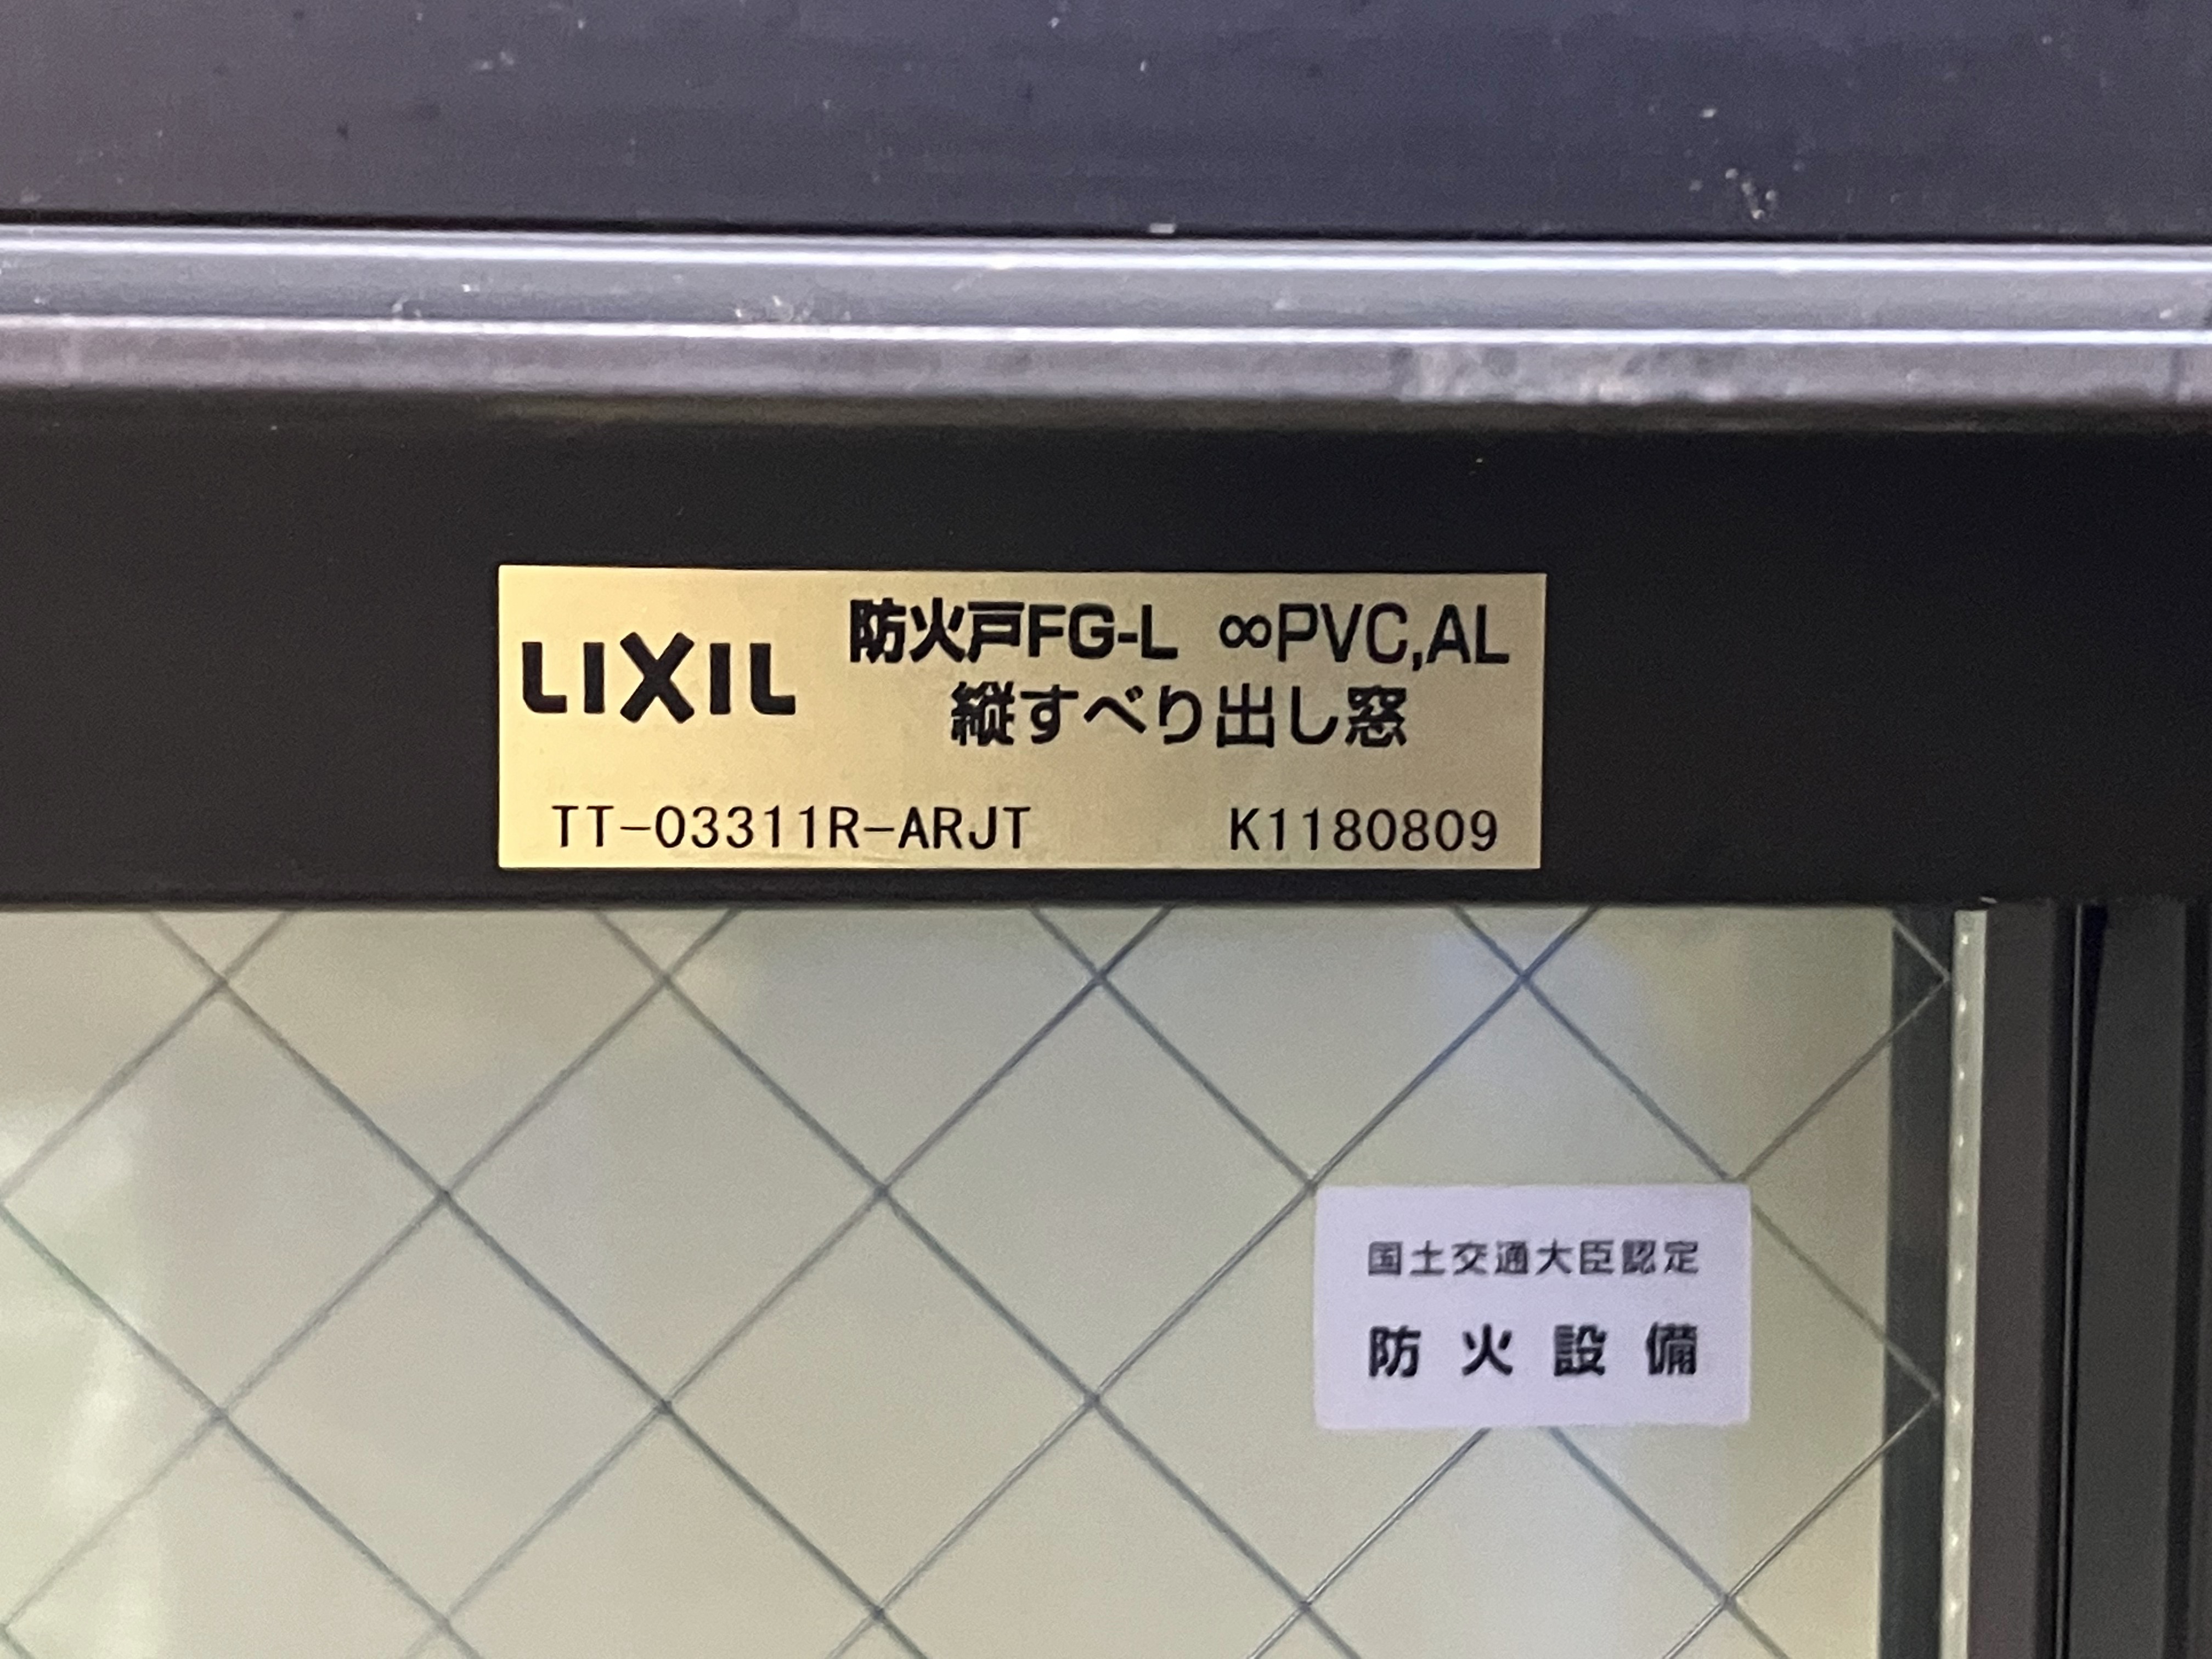 LIXIL
防火戸FG-L ∞PVC,AL
縦すべり出し窓
TT-03311R-ARJT K1180809
国土交通大臣認定
防火設備